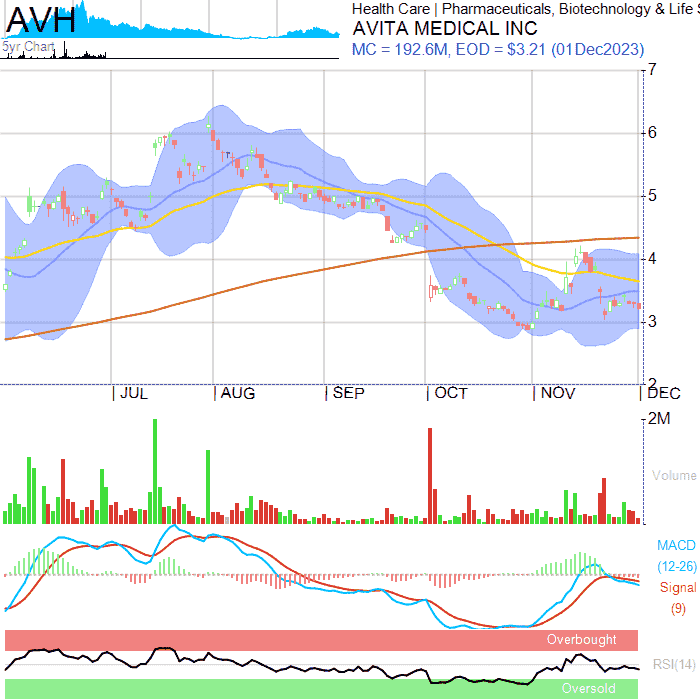 AVH
5yr Chart
Health Care | Pharmaceuticals, Biotechnology & Life S
AVITA MEDICAL INC
MC = 192.6M, EOD = $3.21 (01Dec2023)
7
6
5
4
3
2
| JUL | AUG | SEP | OCT | NOV | DEC
2M
Volume
MACD
(12-26)
Signal
(9)
Overbought
RSI(14)
Oversold